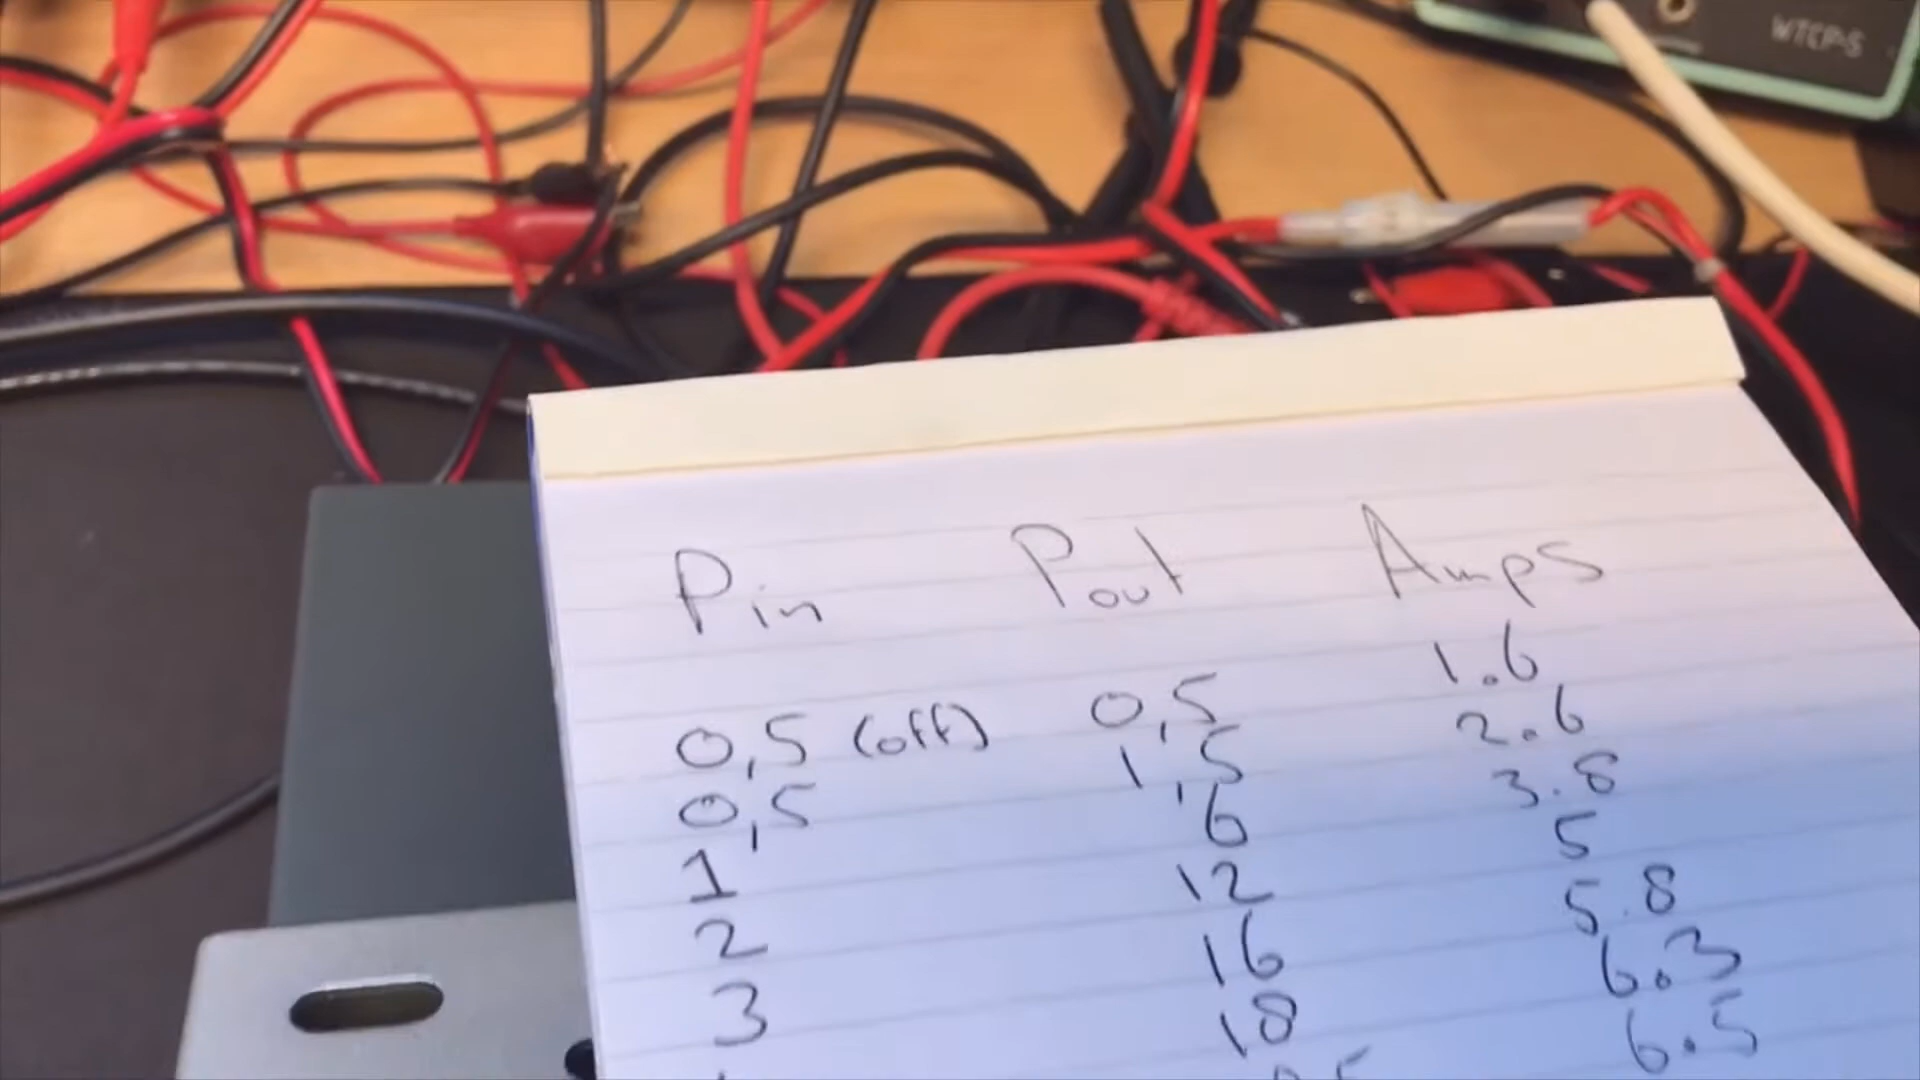 WTCP-S
Pin Pout Amps
0,5 (off) 0,5 1.6
0,5 1,5 2.6
1 6 3.8
2 12 5
3 16 5.8
18 6.3
6.5